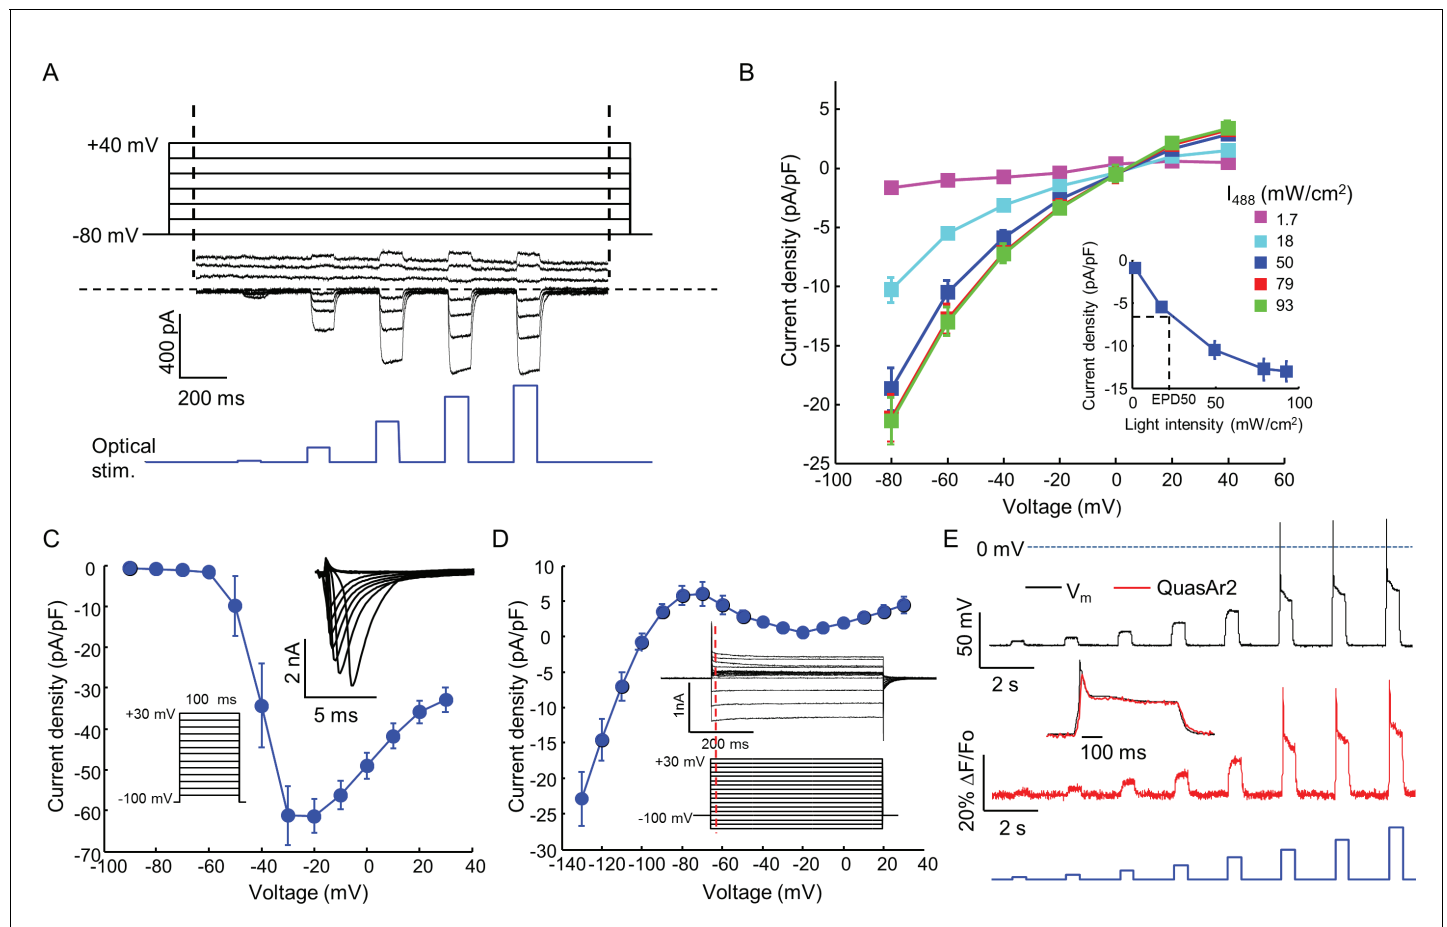 A
+40 mV
-80 mV
400 pA
200 ms
Optical
stim.
B
Current density (pA/pF)
5
0
-5
-10
-15
-20
-25
-100
-80
-60
-40
-20
0
20
40
60
Voltage (mV)
I488 (mW/cm2)
1.7
18
50
79
93
Current density (pA/pF)
0
-5
-10
-15
0
EPD50
50
100
Light intensity (mW/cm2)
C
Current density (pA/pF)
0
-10
-20
-30
-40
-50
-60
-70
-100
-80
-60
-40
-20
0
20
40
Voltage (mV)
2 nA
5 ms
100 ms
+30 mV
-100 mV
D
Current density (pA/pF)
10
5
0
-5
-10
-15
-20
-25
-30
-140
-120
-100
-80
-60
-40
-20
0
20
40
Voltage (mV)
1nA
200 ms
+30 mV
-100 mV
E
0 mV
Vm
QuasAr2
50 mV
2 s
100 ms
20% ΔF/Fo
2 s